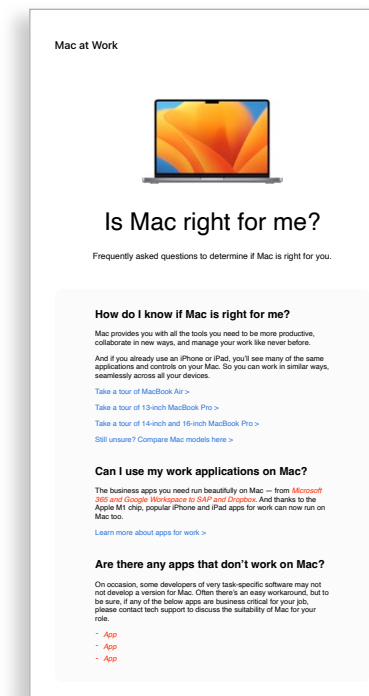 Mac at Work
Is Mac right for me?
Frequently asked questions to determine if Mac is right for you.
How do I know if Mac is right for me?
Mac provides you with all the tools you need to be more productive,
collaborate in new ways, and manage your work like never before.
And if you already use an iPhone or iPad, you’ll see many of the same
applications and controls on your Mac. So you can work in similar ways,
seamlessly across all your devices.
Take a tour of MacBook Air >
Take a tour of 13-inch MacBook Pro >
Take a tour of 14-inch and 16-inch MacBook Pro >
Still unsure? Compare Mac models here >
Can I use my work applications on Mac?
The business apps you need run beautifully on Mac — from Microsoft
365 and Google Workspace to SAP and Dropbox. And thanks to the
Apple M1 chip, popular iPhone and iPad apps for work can now run on
Mac too.
Learn more about apps for work >
Are there any apps that don’t work on Mac?
On occasion, some developers of very task-specific software may not
not develop a version for Mac. Often there’s an easy workaround, but to
be sure, if any of the below apps are business critical for your job,
please contact tech support to discuss the suitability of Mac for your
role.
- App
- App
- App